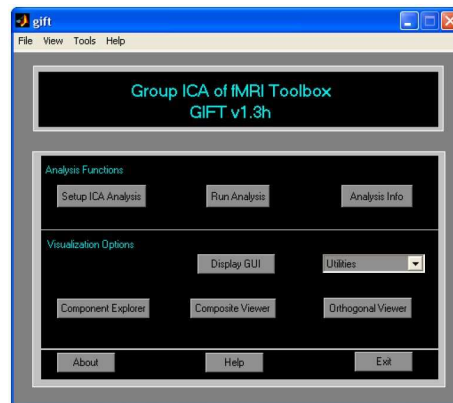 gift
File View Tools Help
Group ICA of fMRI Toolbox
GIFT v1.3h
Analysis Functions
Setup ICA Analysis Run Analysis Analysis Info
Visualization Options
Display GUI Utilities
Component Explorer Composite Viewer Orthogonal Viewer
About Help Exit